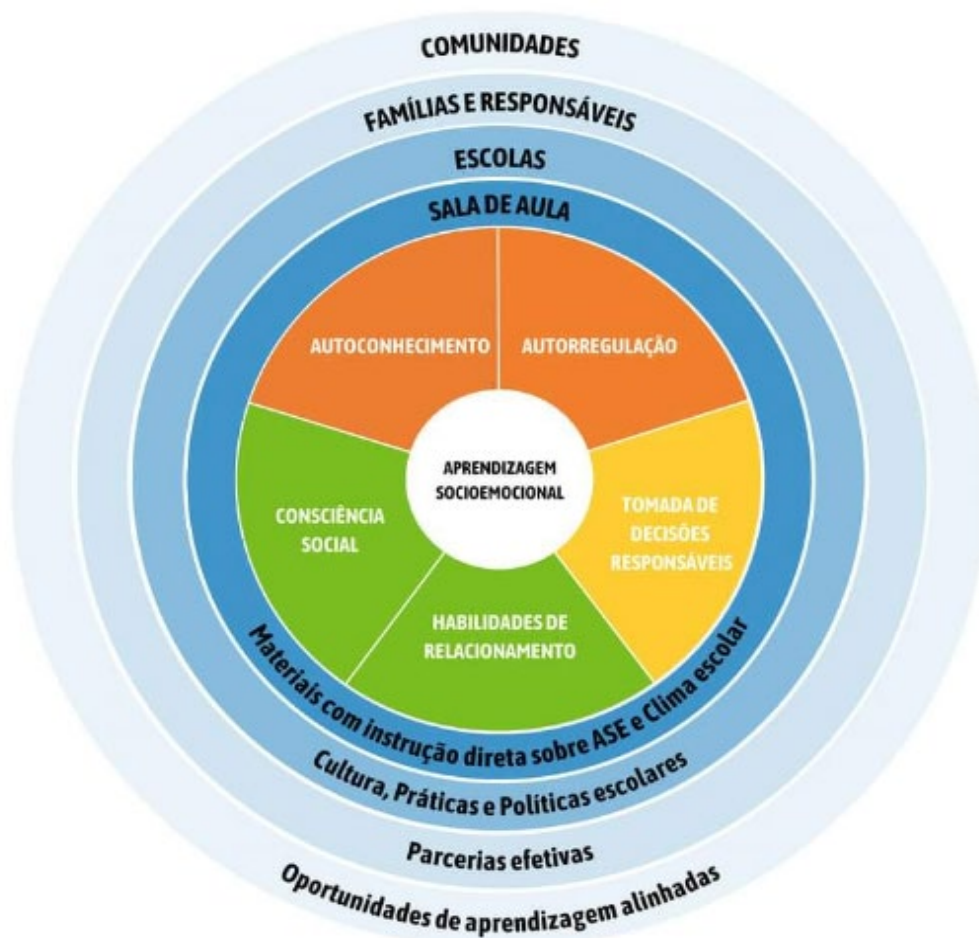 COMUNIDADES
FAMÍLIAS E RESPONSÁVEIS
ESCOLAS
SALA DE AULA
AUTOCONHECIMENTO
AUTORREGULAÇÃO
APRENDIZAGEM
SOCIOEMOCIONAL
CONSCIÊNCIA
SOCIAL
TOMADA DE
DECISÕES
RESPONSÁVEIS
HABILIDADES DE
RELACIONAMENTO
Materiais com instrução direta sobre ASE e Clima escolar
Cultura, Práticas e Políticas escolares
Parcerias efetivas
Oportunidades de aprendizagem alinhadas